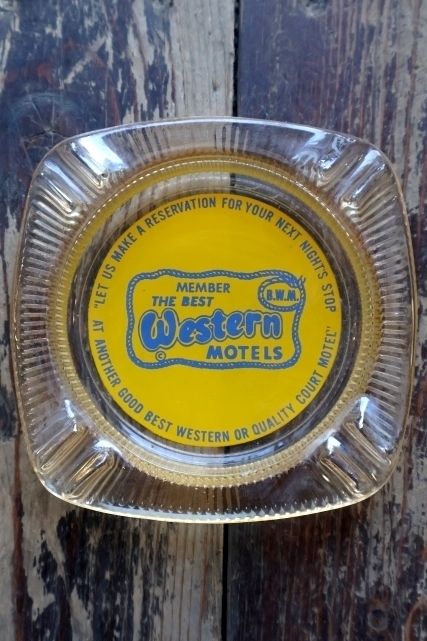 "LET US MAKE A RESERVATION FOR YOUR NEXT NIGHT'S STOP
AT ANOTHER GOOD BEST WESTERN OR QUALITY COURT MOTEL"
MEMBER
B.W.M.
THE BEST
Western
© MOTELS